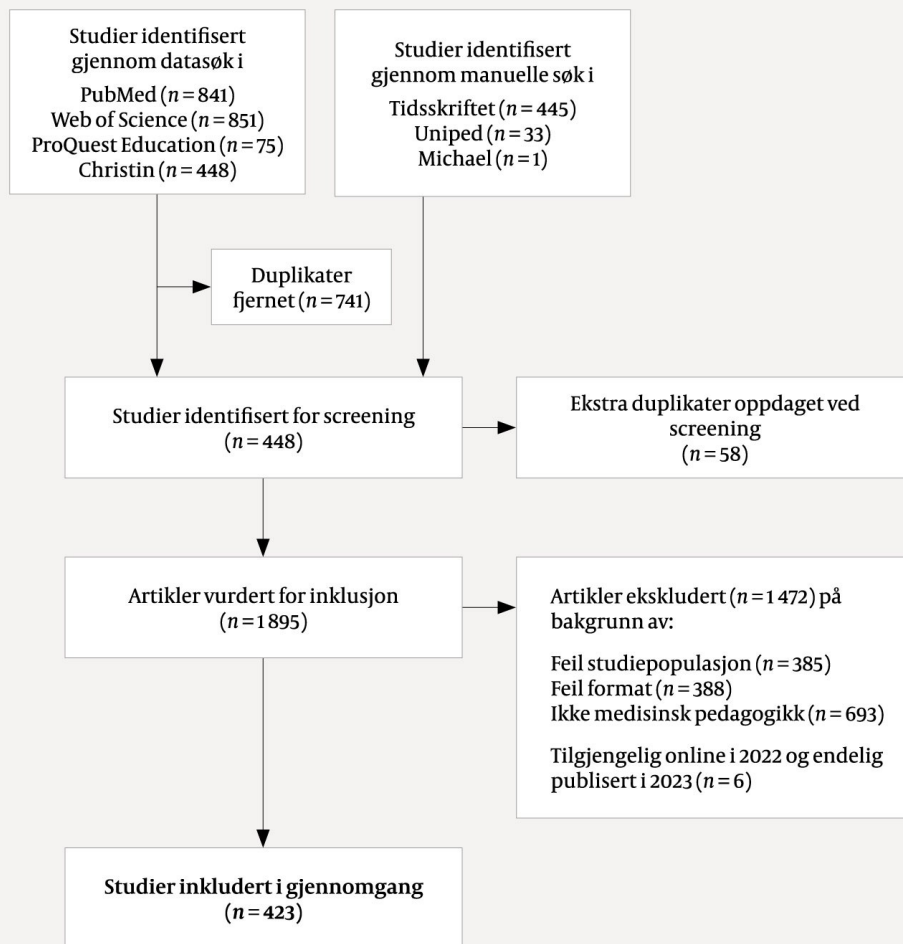 Studier identifisert
gjennom datasøk i
PubMed (n = 841)
Web of Science (n = 851)
ProQuest Education (n = 75)
Christin (n = 448)
Studier identifisert
gjennom manuelle søk i
Tidsskriftet (n = 445)
Uniped (n = 33)
Michael (n = 1)
Duplikater
fjernet (n = 741)
Studier identifisert for screening
(n = 448)
Ekstra duplikater oppdaget ved
screening
(n = 58)
Artikler vurdert for inklusjon
(n = 1 895)
Artikler ekskludert (n = 1 472) på
bakgrunn av:
Feil studiepopulasjon (n = 385)
Feil format (n = 388)
Ikke medisinsk pedagogikk (n = 693)
Tilgjengelig online i 2022 og endelig
publisert i 2023 (n = 6)
Studier inkludert i gjennomgang
(n = 423)